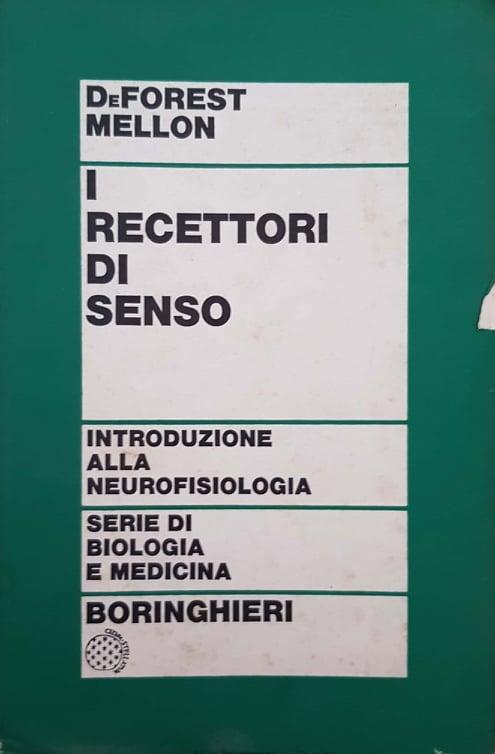 DeFOREST
MELLON
I
RECETTORI
DI
SENSO
INTRODUZIONE
ALLA
NEUROFISIOLOGIA
SERIE DI
BIOLOGIA
E MEDICINA
BORINGHIERI